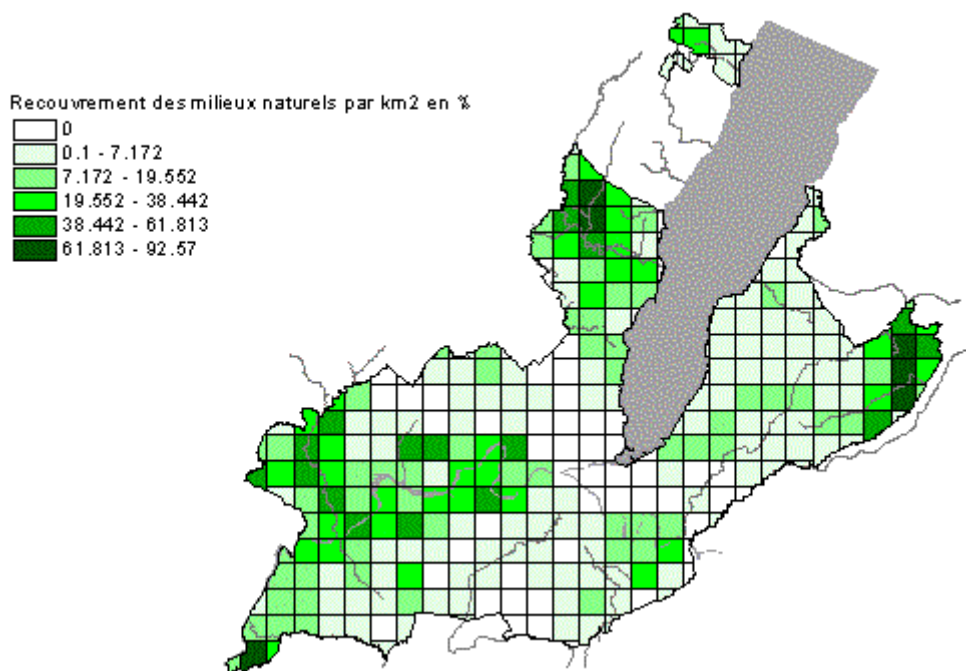 Recouvrement des milieux naturels par km2 en %
0
0.1 - 7.172
7.172 - 19.552
19.552 - 38.442
38.442 - 61.813
61.813 - 92.57